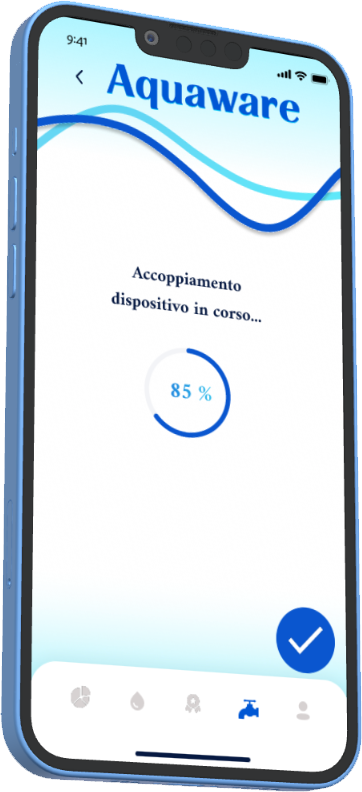 9:41
Aquaware
Accoppiamento
dispositivo in corso...
85 %